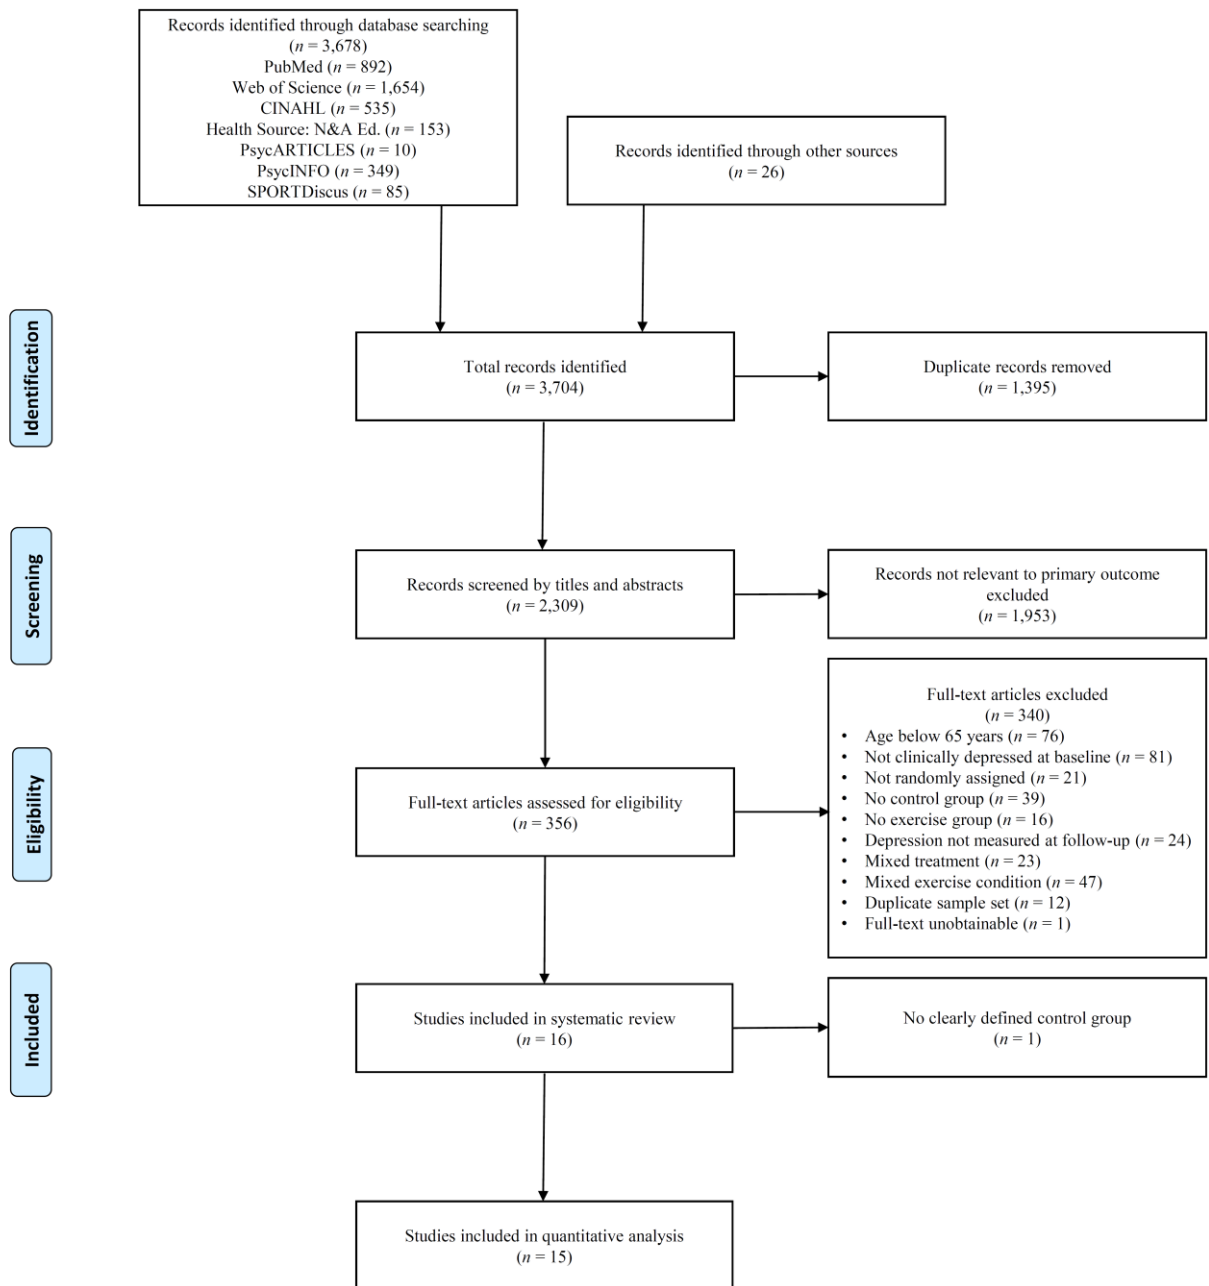 Records identified through database searching
(n = 3,678)
PubMed (n = 892)
Web of Science (n = 1,654)
CINAHL (n = 535)
Health Source: N&A Ed. (n = 153)
PsycARTICLES (n = 10)
PsycINFO (n = 349)
SPORTDiscus (n = 85)
Records identified through other sources
(n = 26)
Identification
Total records identified
(n = 3,704)
Duplicate records removed
(n = 1,395)
Screening
Records screened by titles and abstracts
(n = 2,309)
Records not relevant to primary outcome
excluded
(n = 1,953)
Eligibility
Full-text articles assessed for eligibility
(n = 356)
Full-text articles excluded
(n = 340)
• Age below 65 years (n = 76)
• Not clinically depressed at baseline (n = 81)
• Not randomly assigned (n = 21)
• No control group (n = 39)
• No exercise group (n = 16)
• Depression not measured at follow-up (n = 24)
• Mixed treatment (n = 23)
• Mixed exercise condition (n = 47)
• Duplicate sample set (n = 12)
• Full-text unobtainable (n = 1)
Included
Studies included in systematic review
(n = 16)
No clearly defined control group
(n = 1)
Studies included in quantitative analysis
(n = 15)